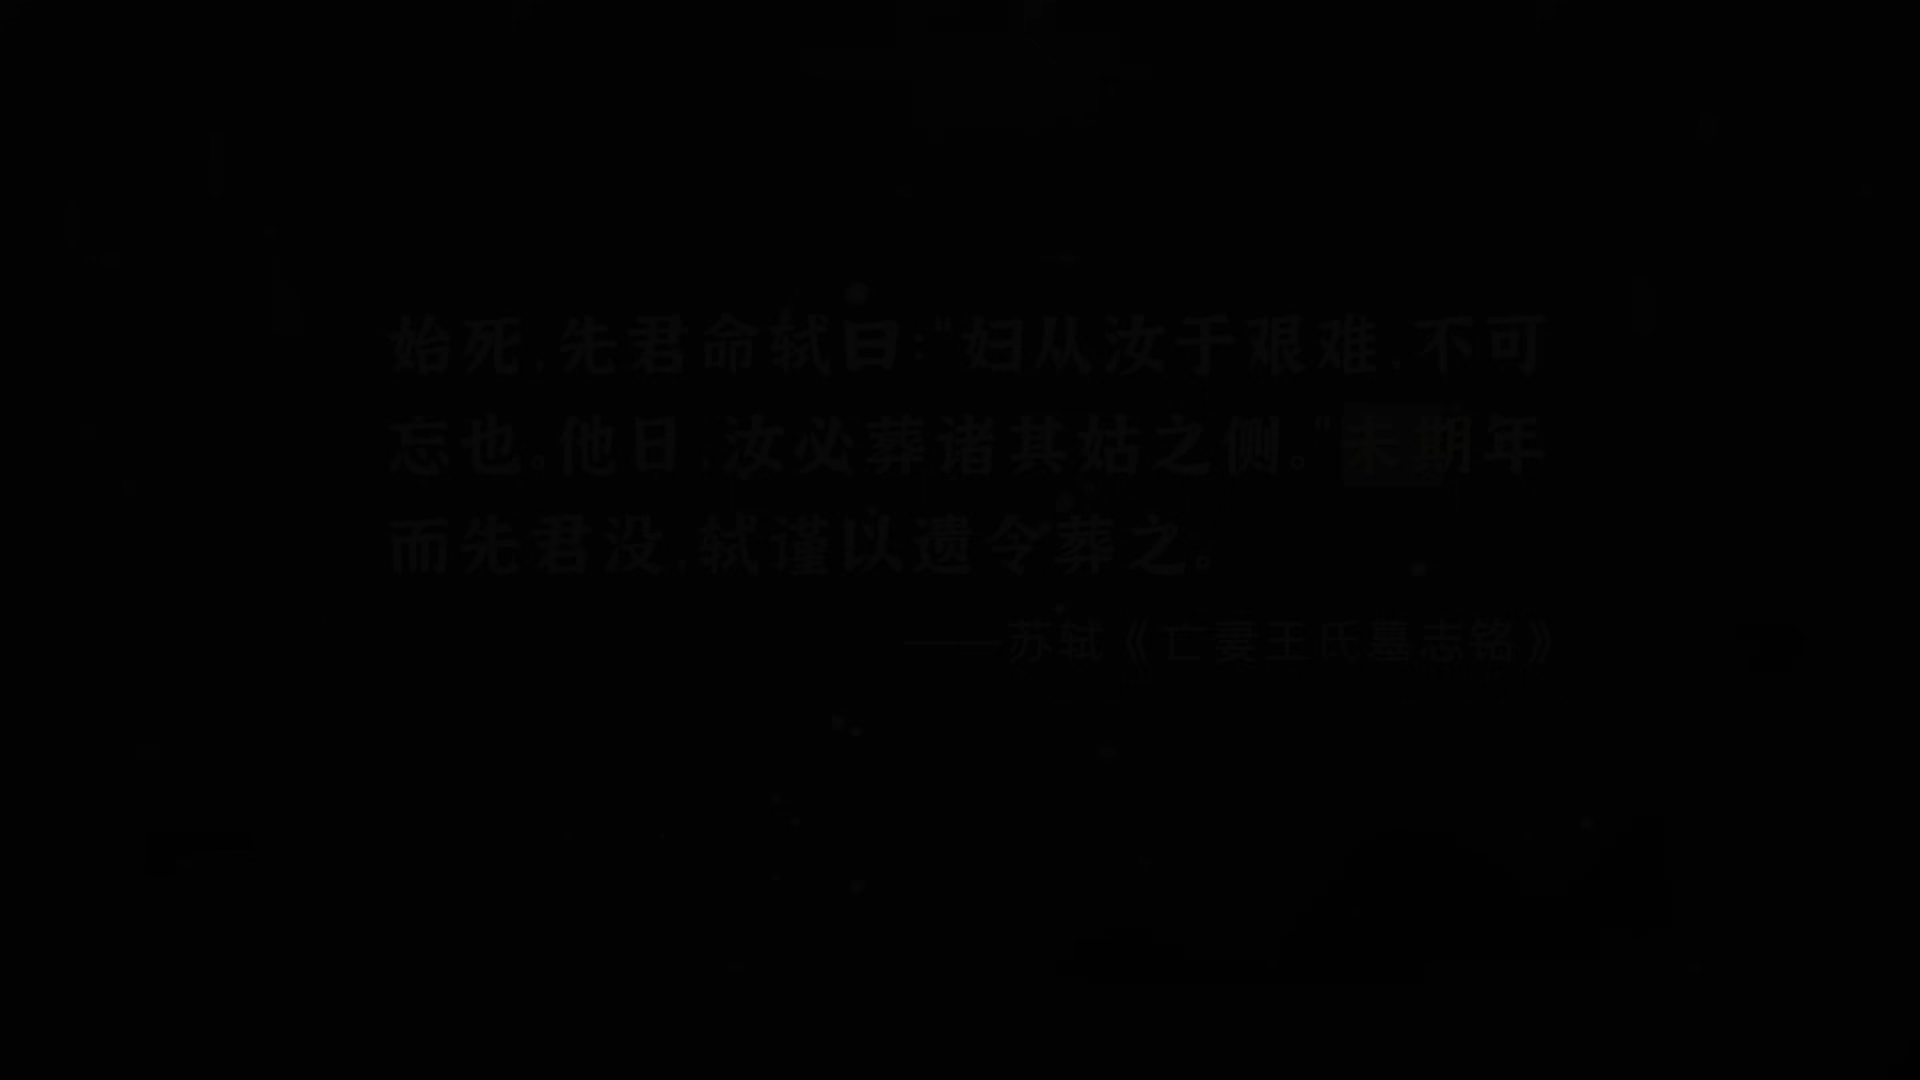 始死,先君命轼曰:"妇从汝于艰难,不可
忘也。他日,汝必葬诸其姑之侧。"未期年
而先君没,轼谨以遗令葬之。
——苏轼《亡妻王氏墓志铭》